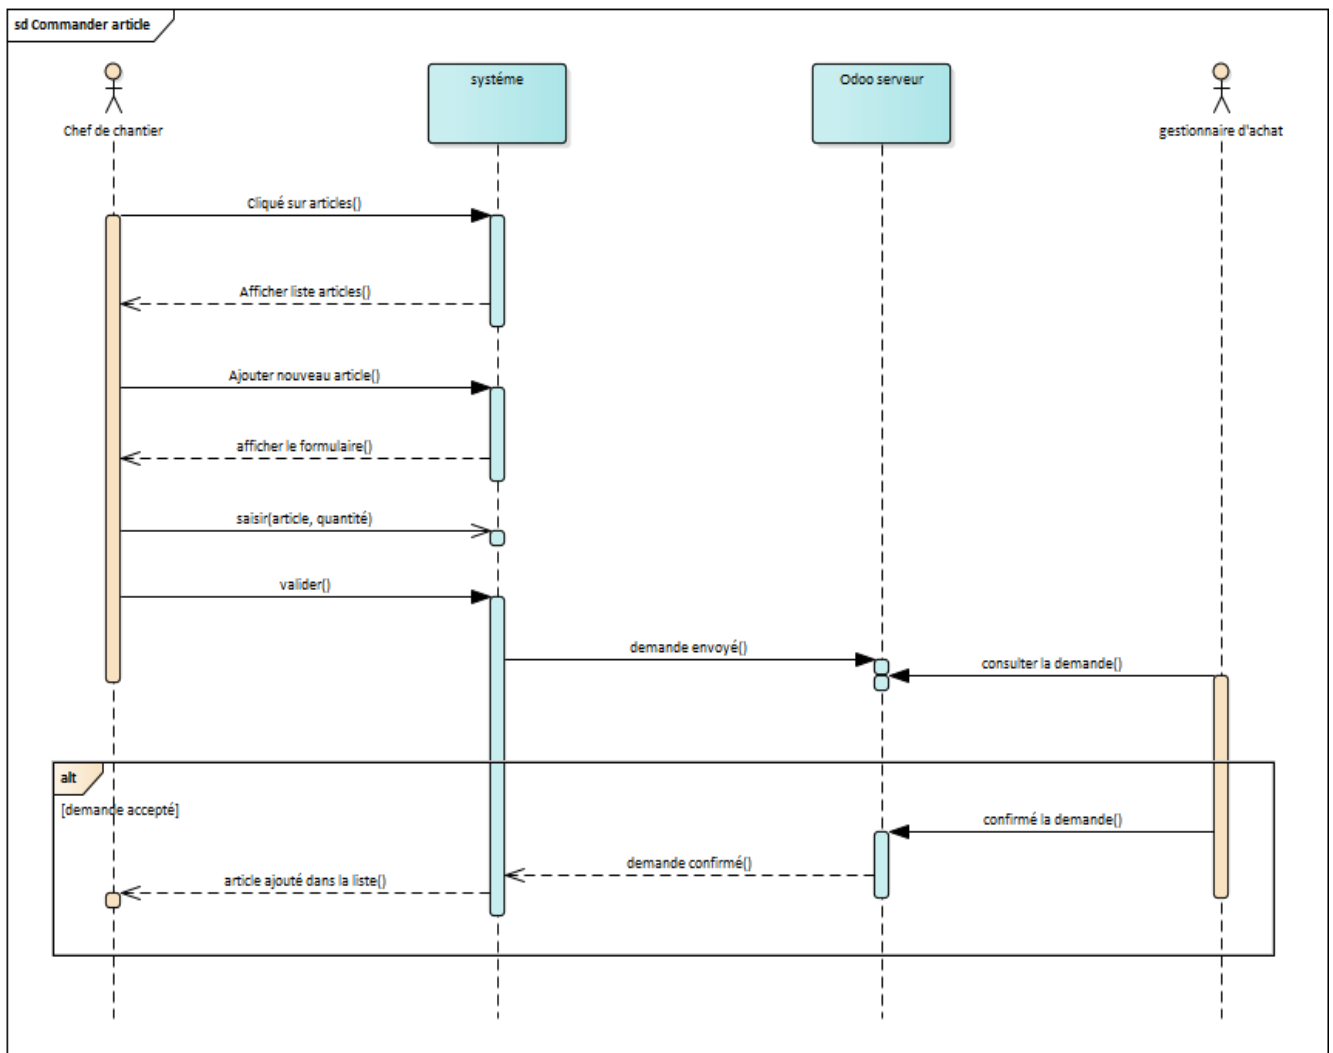 sd Commander article
Chef de chantier
systéme
Odoo serveur
gestionnaire d'achat
Cliqué sur articles()
Afficher liste articles()
Ajouter nouveau article()
afficher le formulaire()
saisir(article, quantité)
valider()
demande envoyé()
consulter la demande()
alt
[demande accepté]
confirmé la demande()
demande confirmé()
article ajouté dans la liste()